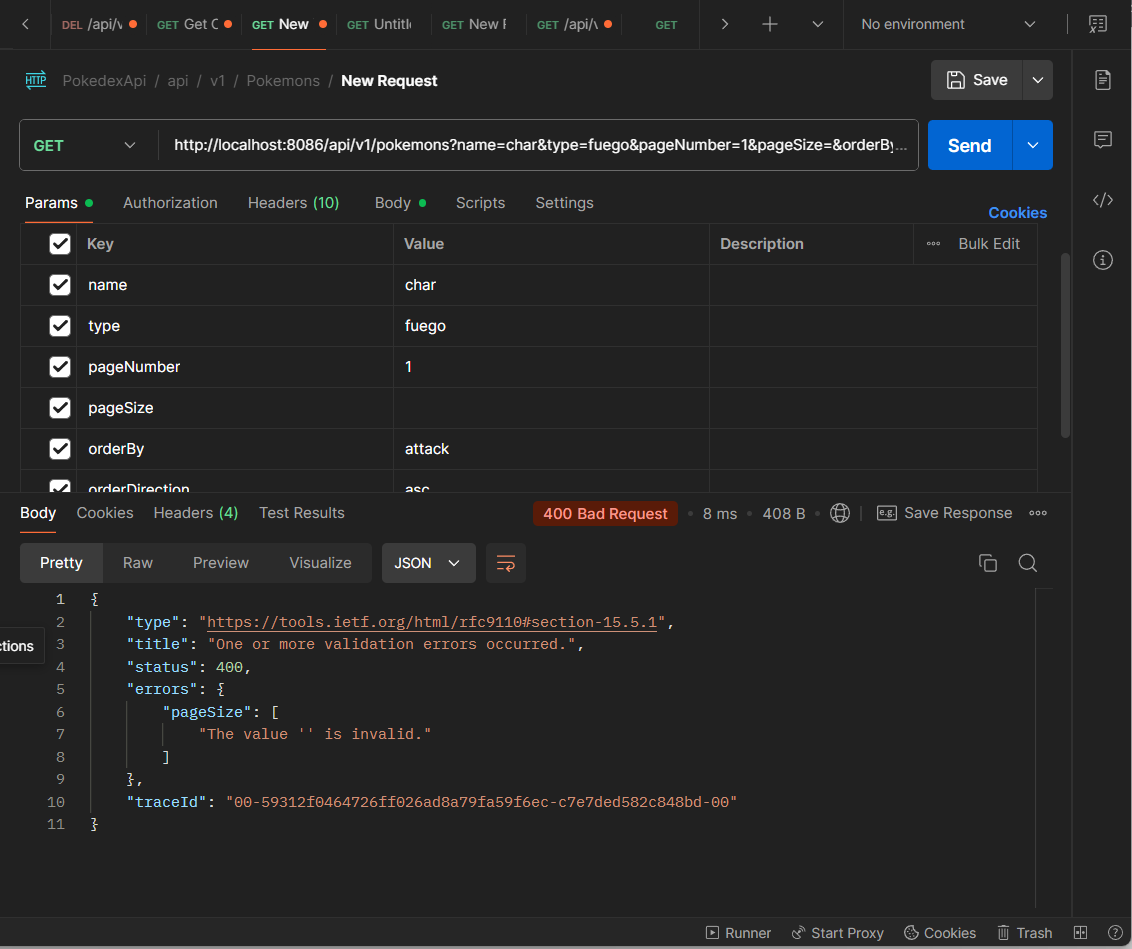 DEL /api/v GET Get C GET New GET Untitl GET New F GET /api/v GET No environment
HTTP PokedexApi / api / v1 / Pokemons / New Request Save
GET http://localhost:8086/api/v1/pokemons?name=char&type=fuego&pageNumber=1&pageSize=&orderBy... Send
Params Authorization Headers (10) Body Scripts Settings Cookies
Key Value Description Bulk Edit
name char
type fuego
pageNumber 1
pageSize
orderBy attack
orderDirection asc
Body Cookies Headers (4) Test Results 400 Bad Request 8 ms 408 B e.g. Save Response
Pretty Raw Preview Visualize JSON
1 {
2 "type": "https://tools.ietf.org/html/rfc9110#section-15.5.1",
3 "title": "One or more validation errors occurred.",
4 "status": 400,
5 "errors": {
6 "pageSize": [
7 "The value '' is invalid."
8 ]
9 },
10 "traceId": "00-59312f0464726ff026ad8a79fa59f6ec-c7e7ded582c848bd-00"
11 }
ctions
Runner Start Proxy Cookies Trash